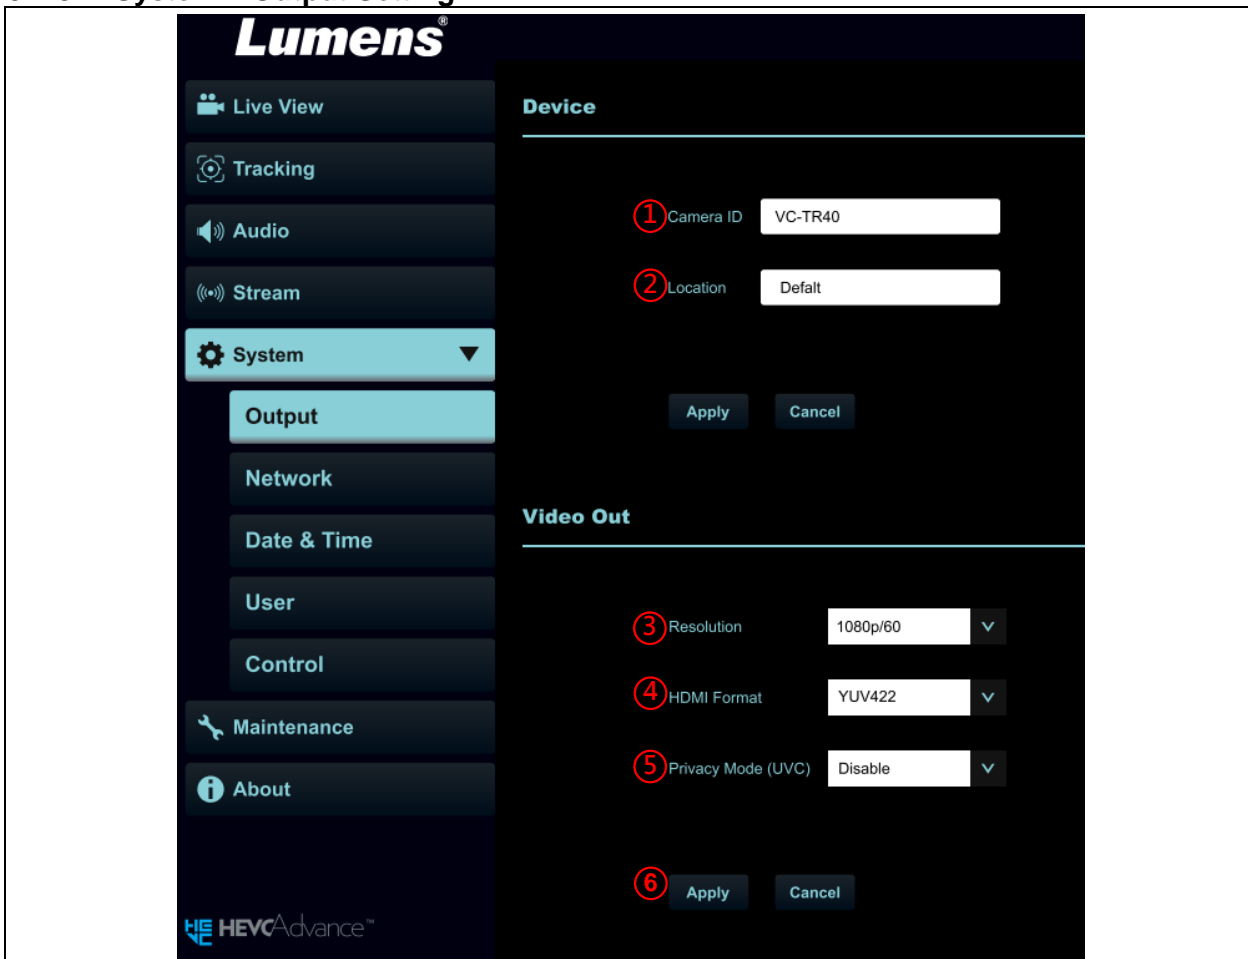 System
Output
Lumens®
Live View
Tracking
Audio
Stream
System
Output
Network
Date & Time
User
Control
Maintenance
About
HEVCAdvance™
Device
1 Camera ID VC-TR40
2 Location Defalt
Apply Cancel
Video Out
3 Resolution 1080p/60
4 HDMI Format YUV422
5 Privacy Mode (UVC) Disable
6 Apply Cancel